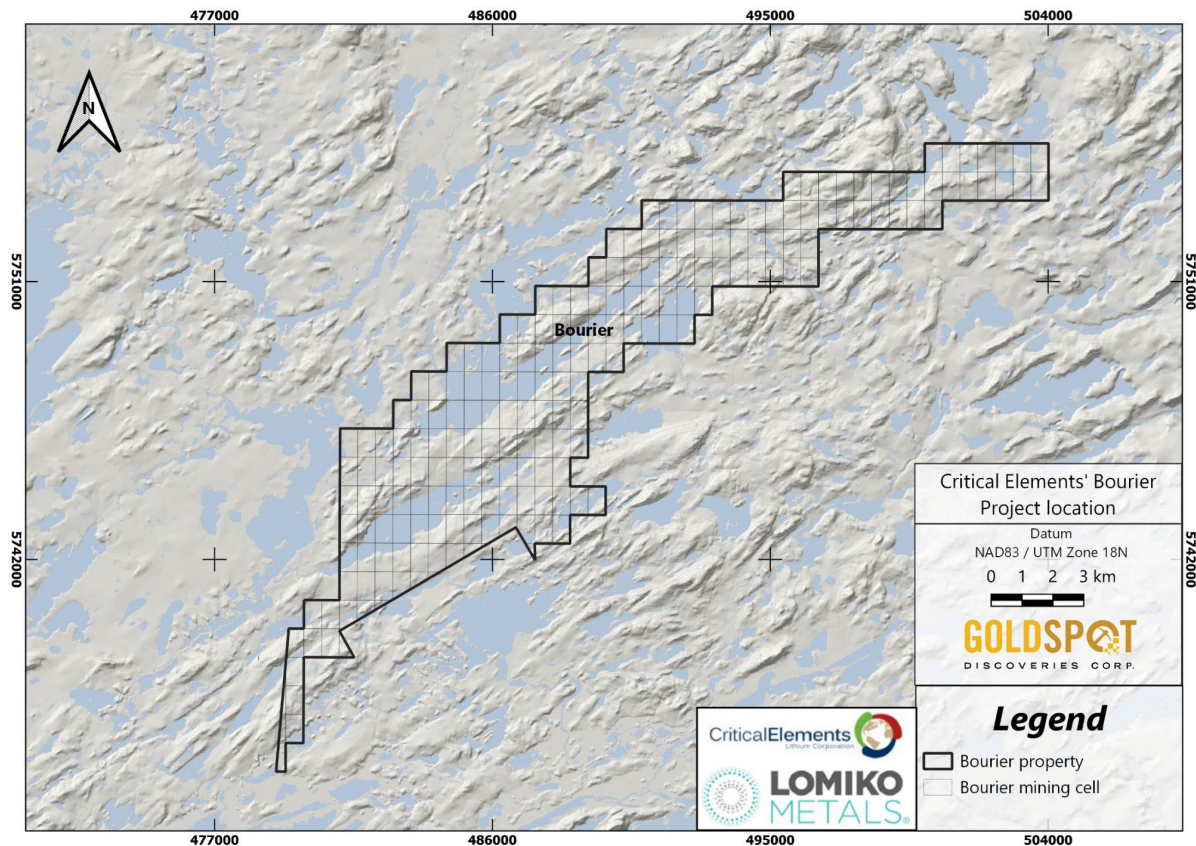 477000 486000 495000 504000
N
5751000 5751000
Bourier
5742000 5742000
Critical Elements' Bourier
Project location
Datum
NAD83 / UTM Zone 18N
0 1 2 3 km
GOLDSPOT
DISCOVERIES CORP.
Legend
Bourier property
Bourier mining cell
CriticalElements
Lithium Corporation
LOMIKO
METALS®
477000 486000 495000 504000